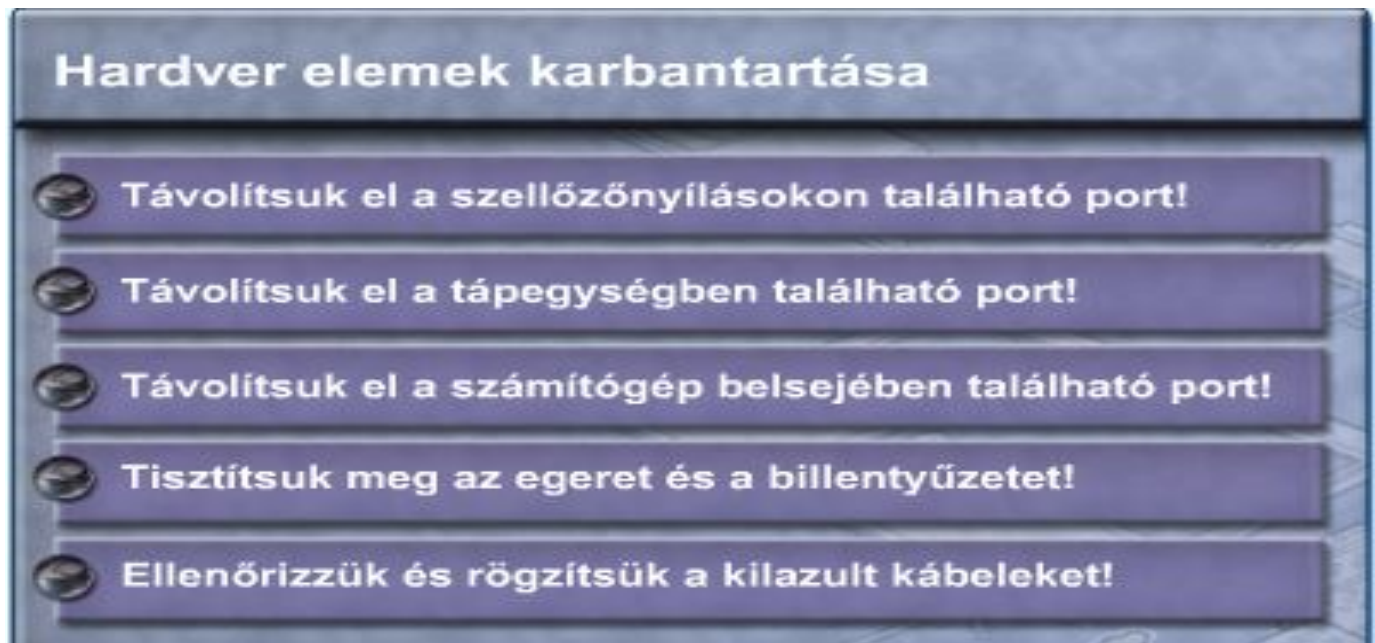 Hardver elemek karbantartása
Távolítsuk el a szellőzőnyílásokon található port!
Távolítsuk el a tápegységben található port!
Távolítsuk el a számítógép belsejében található port!
Tisztítsuk meg az egeret és a billentyűzetet!
Ellenőrizzük és rögzítsük a kilazult kábeleket!